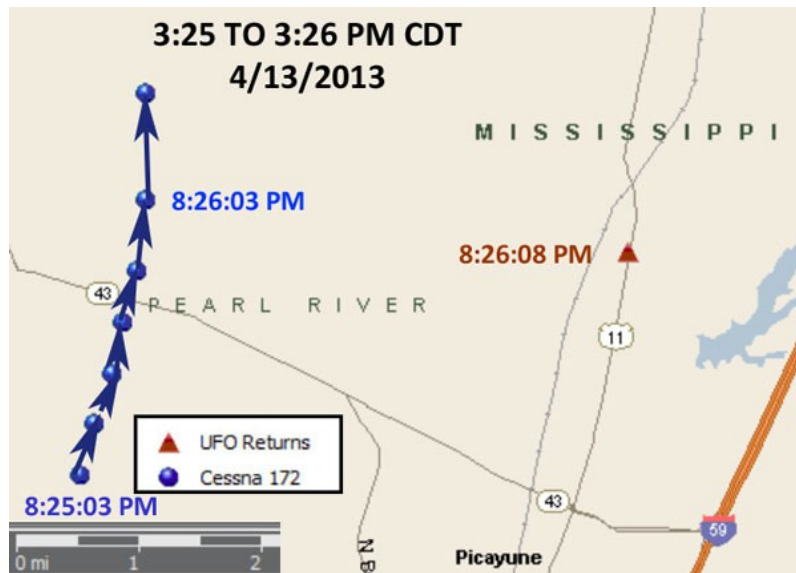 3:25 TO 3:26 PM CDT
4/13/2013
MISSISSIPPI
8:26:03 PM
8:26:08 PM
43
PEARL RIVER
11
UFO Returns
Cessna 172
8:25:03 PM
43
59
0 mi 1 2
N B
Picayune